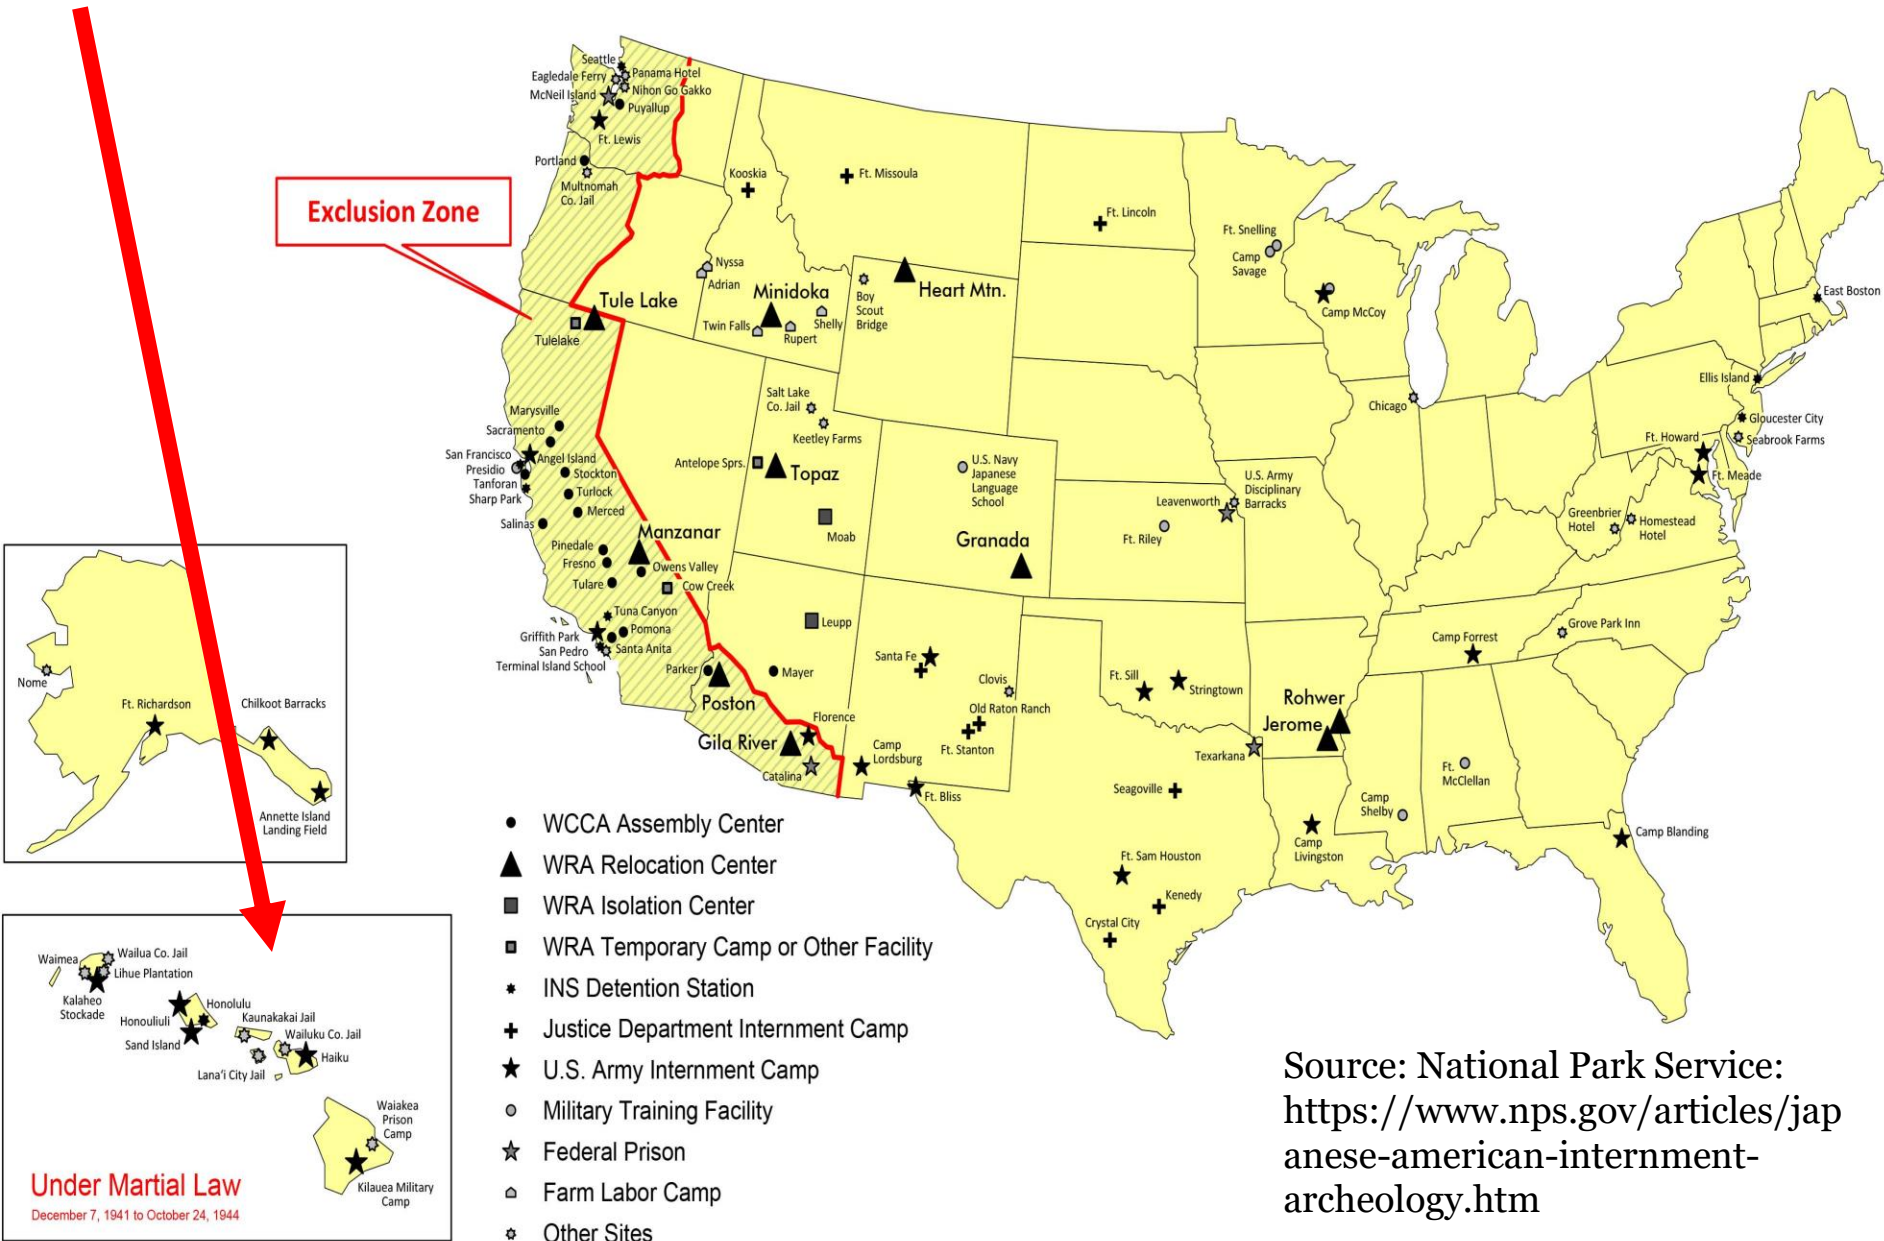 Seattle
Eagledale Ferry
Panama Hotel
McNeil Island
Nihon Go Gakko
Puyallup
Ft. Lewis
Portland
Multnomah
Co. Jail
Exclusion Zone
Kooskia
Ft. Missoula
Ft. Lincoln
Ft. Snelling
Camp
Savage
Camp McCoy
East Boston
Nyssa
Adrian
Tule Lake
Tulelake
Minidoka
Twin Falls
Rupert
Shelly
Boy
Scout
Bridge
Heart Mtn.
Ellis Island
Gloucester City
Seabrook Farms
Chicago
Ft. Howard
Ft. Meade
Salt Lake
Co. Jail
Keetley Farms
Antelope Sprs.
Topaz
Moab
U.S. Navy
Japanese
Language
School
Granada
Leavenworth
U.S. Army
Disciplinary
Barracks
Ft. Riley
Greenbrier
Hotel
Homestead
Hotel
Marysville
Sacramento
San Francisco
Angel Island
Presidio
Stockton
Tanforan
Sharp Park
Turlock
Merced
Salinas
Manzanar
Pinedale
Fresno
Owens Valley
Tulare
Cow Creek
Tuna Canyon
Griffith Park
Pomona
San Pedro
Santa Anita
Terminal Island School
Leupp
Parker
Mayer
Poston
Florence
Gila River
Catalina
Santa Fe
Clovis
Old Raton Ranch
Ft. Stanton
Camp
Lordsburg
Ft. Bliss
Ft. Sill
Stringtown
Camp Forrest
Grove Park Inn
Rohwer
Jerome
Texarkana
Seagoville
Ft.
McClellan
Camp
Shelby
Camp
Livingston
Camp Blanding
Ft. Sam Houston
Kenedy
Crystal City
Nome
Ft. Richardson
Chilkoot Barracks
Annette Island
Landing Field
Waimea
Wailua Co. Jail
Lihue Plantation
Kalaheo
Stockade
Honolulu
Honouliuli
Sand Island
Kaunakakai Jail
Wailuku Co. Jail
Haiku
Lana'i City Jail
Waiakea
Prison
Camp
Kilauea Military
Camp
Under Martial Law
December 7, 1941 to October 24, 1944
WCCA Assembly Center
WRA Relocation Center
WRA Isolation Center
WRA Temporary Camp or Other Facility
INS Detention Station
Justice Department Internment Camp
U.S. Army Internment Camp
Military Training Facility
Federal Prison
Farm Labor Camp
Other Sites
Source: National Park Service:
https://www.nps.gov/articles/jap
anese-american-internment-
archeology.htm